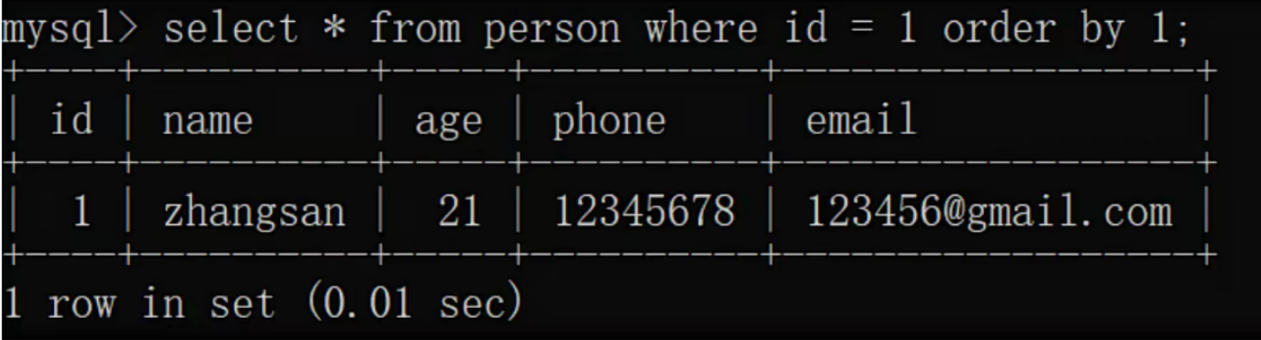 mysql> select * from person where id = 1 order by 1;
+----+----------+-----+----------+------------------+
| id | name     | age | phone    | email            |
+----+----------+-----+----------+------------------+
|  1 | zhangsan |  21 | 12345678 | 123456@gmail.com |
+----+----------+-----+----------+------------------+
1 row in set (0.01 sec)